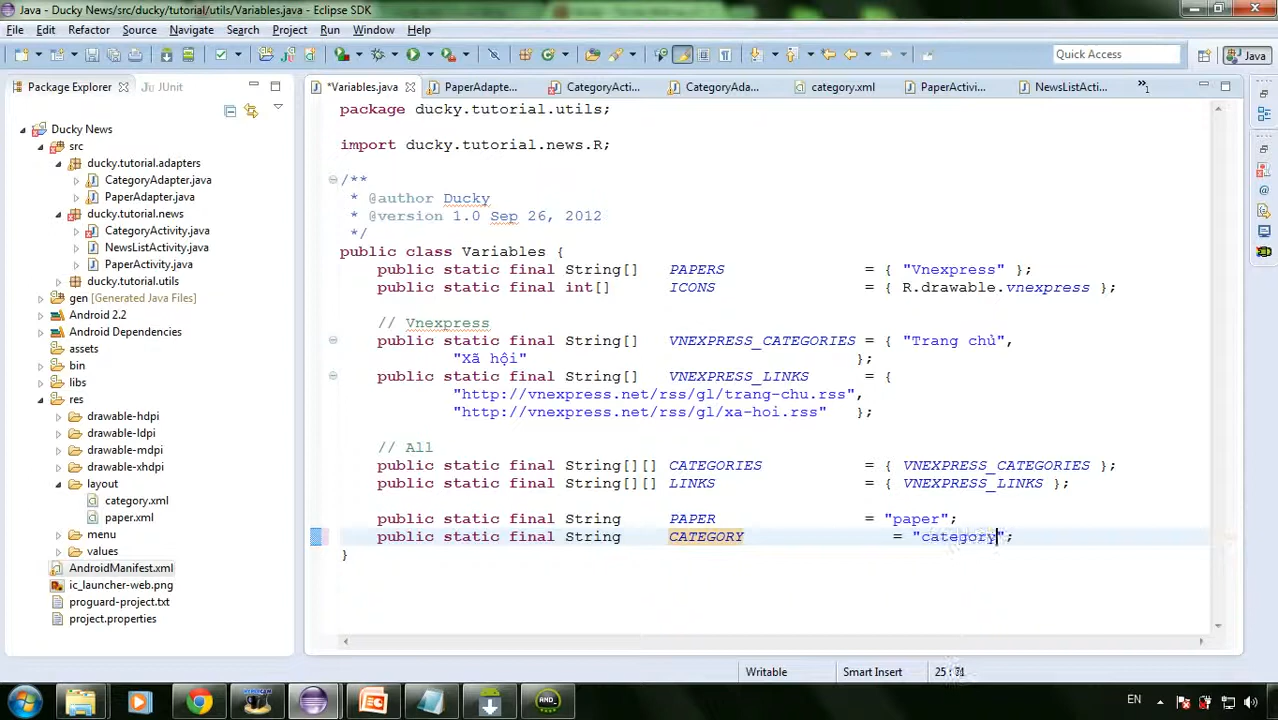 Java - Ducky News/src/ducky/tutorial/utils/Variables.java - Eclipse SDK
File Edit Refactor Source Navigate Search Project Run Window Help
Quick Access
Java
Package Explorer
JUnit
*Variables.java
PaperAdapte...
CategoryActi...
CategoryAda...
category.xml
PaperActivi...
NewsListActi...
Ducky News
src
ducky.tutorial.adapters
CategoryAdapter.java
PaperAdapter.java
ducky.tutorial.news
CategoryActivity.java
NewsListActivity.java
PaperActivity.java
ducky.tutorial.utils
gen [Generated Java Files]
Android 2.2
Android Dependencies
assets
bin
libs
res
drawable-hdpi
drawable-ldpi
drawable-mdpi
drawable-xhdpi
layout
category.xml
paper.xml
menu
values
AndroidManifest.xml
ic_launcher-web.png
proguard-project.txt
project.properties
package ducky.tutorial.utils;
import ducky.tutorial.news.R;
/**
* @author Ducky
* @version 1.0 Sep 26, 2012
*/
public class Variables {
public static final String[] PAPERS = { "Vnexpress" };
public static final int[] ICONS = { R.drawable.vnexpress };
// Vnexpress
public static final String[] VNEXPRESS_CATEGORIES = { "Trang chủ",
"Xã hội" };
public static final String[] VNEXPRESS_LINKS = {
"http://vnexpress.net/rss/gl/trang-chu.rss",
"http://vnexpress.net/rss/gl/xa-hoi.rss" };
// All
public static final String[][] CATEGORIES = { VNEXPRESS_CATEGORIES };
public static final String[][] LINKS = { VNEXPRESS_LINKS };
public static final String PAPER = "paper";
public static final String CATEGORY = "category";
}
Writable
Smart Insert
EN